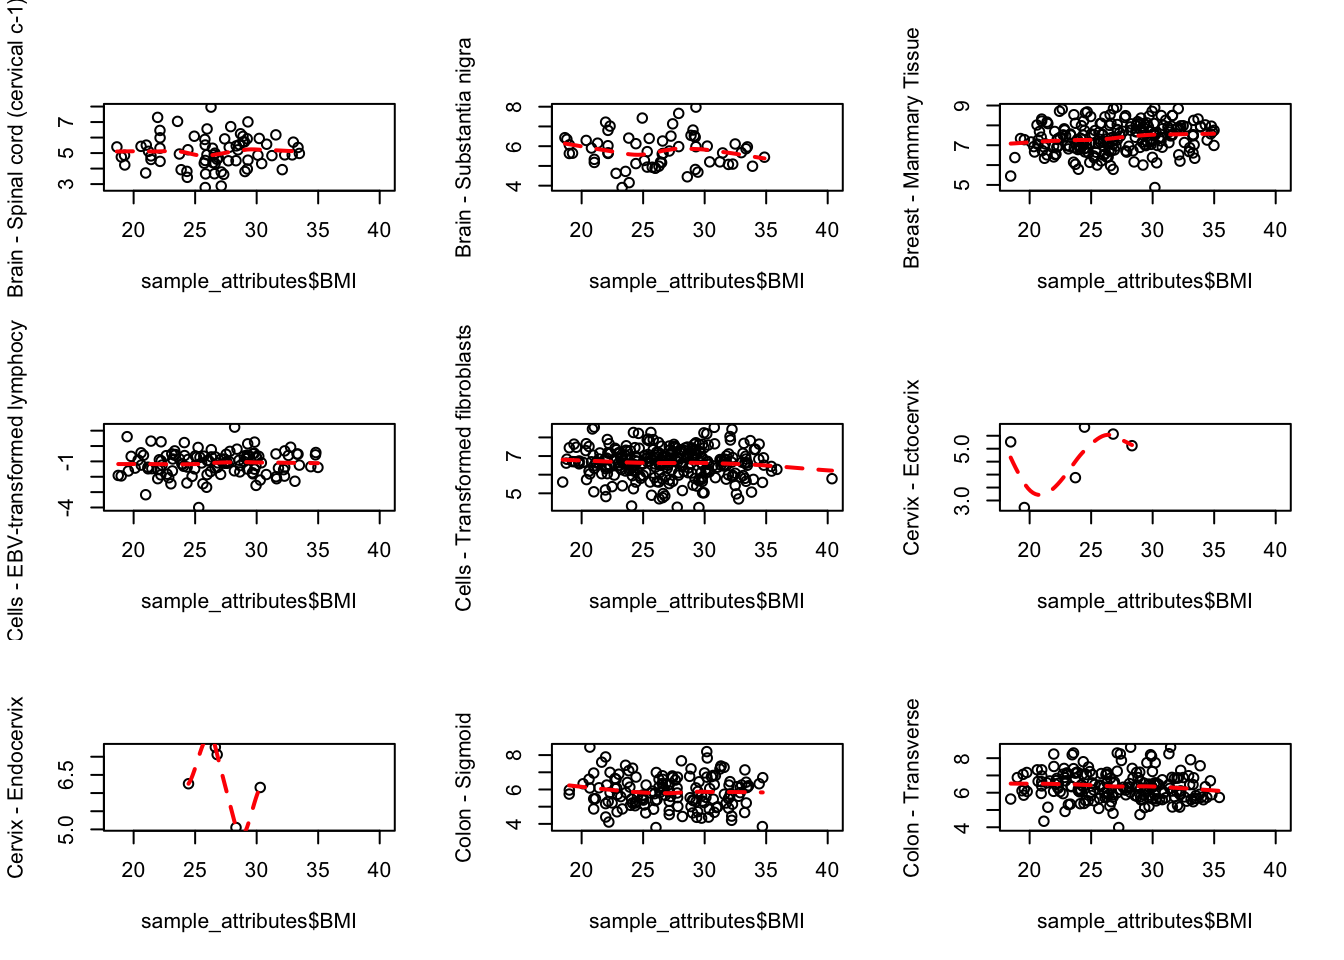 Brain - Spinal cord (cervical c-1)
7
5
3
20 25 30 35 40
sample_attributes$BMI
Brain - Substantia nigra
8
6
4
20 25 30 35 40
sample_attributes$BMI
Breast - Mammary Tissue
9
7
5
20 25 30 35 40
sample_attributes$BMI
Cells - EBV-transformed lymphocy
-1
-4
20 25 30 35 40
sample_attributes$BMI
Cells - Transformed fibroblasts
7
5
20 25 30 35 40
sample_attributes$BMI
Cervix - Ectocervix
5.0
3.0
20 25 30 35 40
sample_attributes$BMI
Cervix - Endocervix
6.5
5.0
20 25 30 35 40
sample_attributes$BMI
Colon - Sigmoid
8
6
4
20 25 30 35 40
sample_attributes$BMI
Colon - Transverse
8
6
4
20 25 30 35 40
sample_attributes$BMI